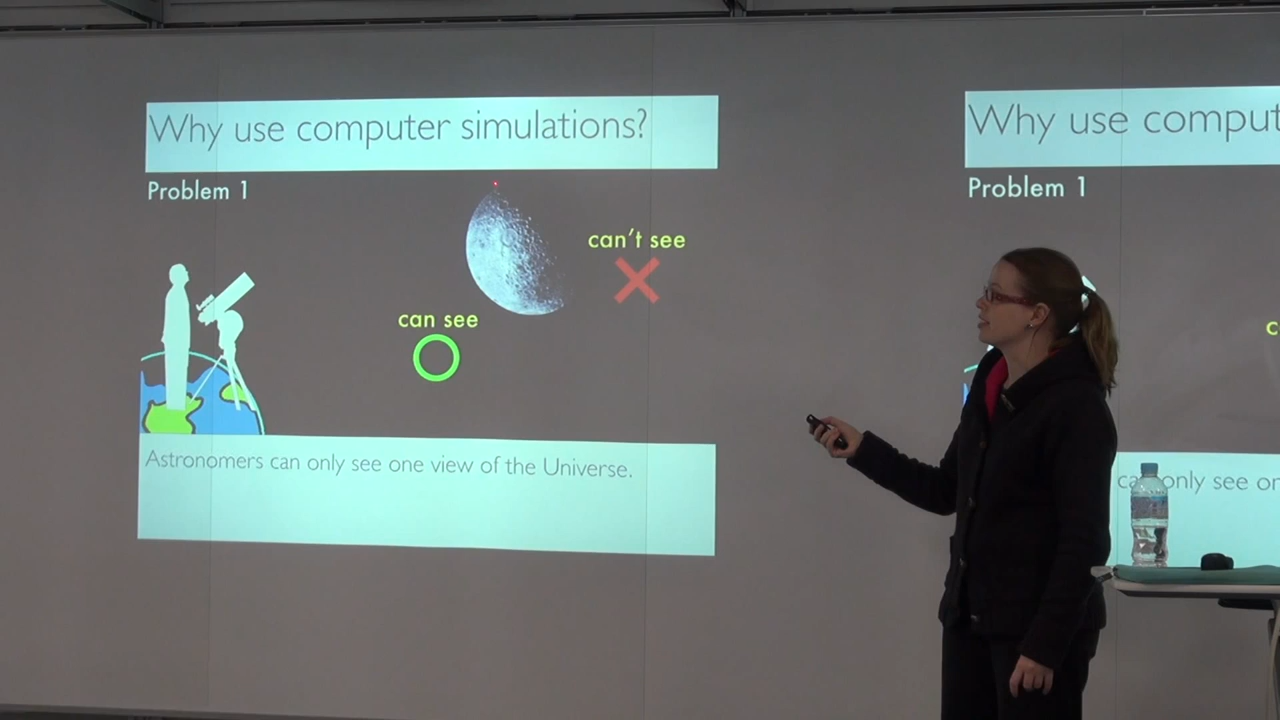 Why use computer simulations?
Problem 1
can't see
can see
Astronomers can only see one view of the Universe.
Why use comput
Problem 1
c
ca only see on